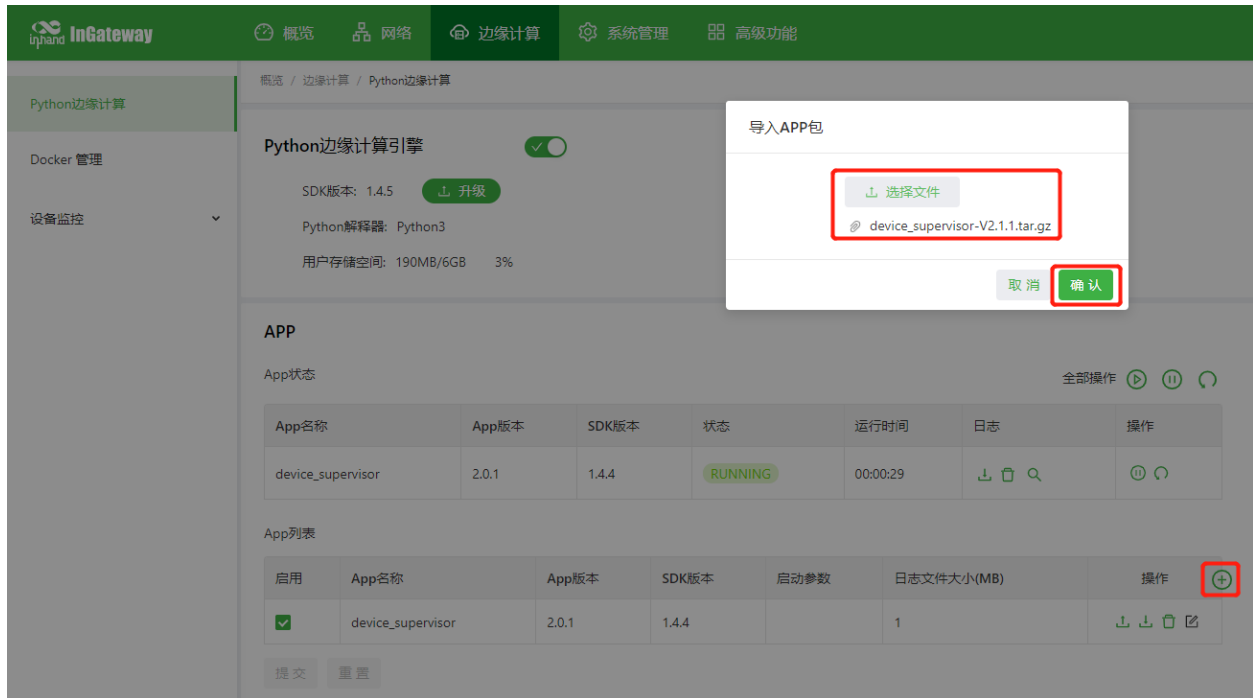 inhand InGateway
概览 网络 边缘计算 系统管理 高级功能
Python边缘计算
Docker 管理
设备监控
概览 / 边缘计算 / Python边缘计算
Python边缘计算引擎
SDK版本: 1.4.5 升级
Python解释器: Python3
用户存储空间: 190MB/6GB 3%
导入APP包
选择文件
device_supervisor-V2.1.1.tar.gz
取消 确认
APP
App状态 全部操作
App名称 App版本 SDK版本 状态 运行时间 日志 操作
device_supervisor 2.0.1 1.4.4 RUNNING 00:00:29
App列表
启用 App名称 App版本 SDK版本 启动参数 日志文件大小(MB) 操作
device_supervisor 2.0.1 1.4.4 1
提交 重置